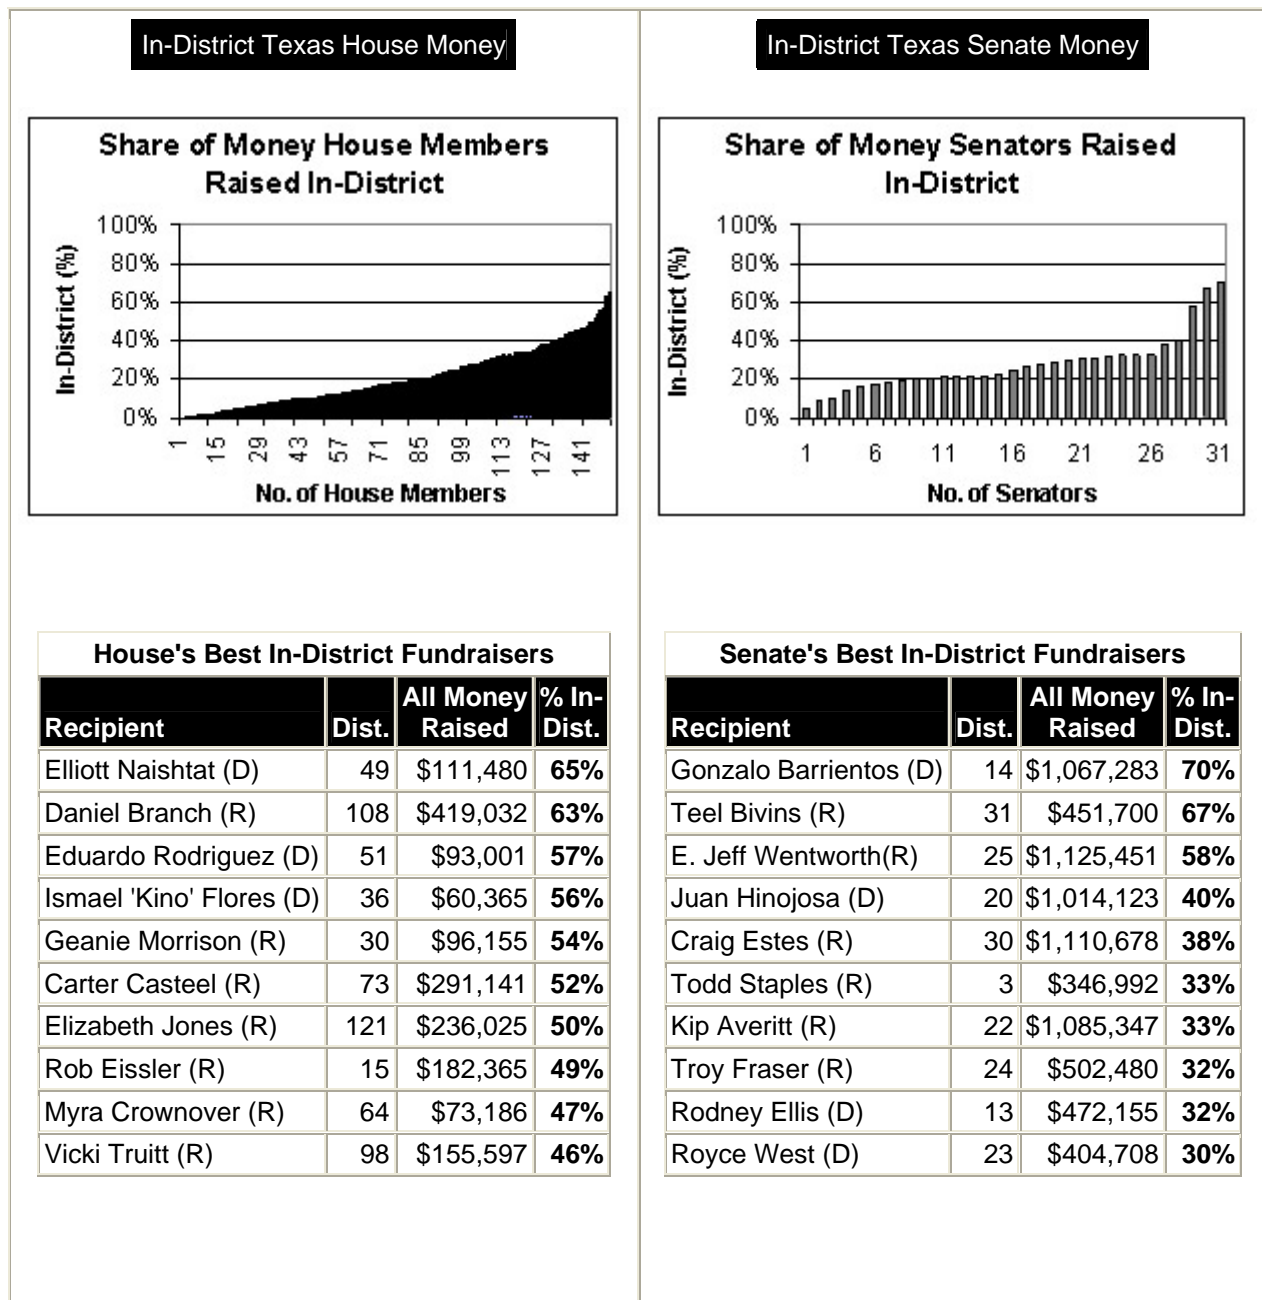 In-District Texas House Money
Share of Money House Members
Raised In-District
In-District (%)
100%
80%
60%
40%
20%
0%
1
15
29
43
57
71
85
99
113
127
141
No. of House Members
House's Best In-District Fundraisers
Recipient Dist. All Money Raised % In-Dist.
Elliott Naishtat (D) 49 $111,480 65%
Daniel Branch (R) 108 $419,032 63%
Eduardo Rodriguez (D) 51 $93,001 57%
Ismael 'Kino' Flores (D) 36 $60,365 56%
Geanie Morrison (R) 30 $96,155 54%
Carter Casteel (R) 73 $291,141 52%
Elizabeth Jones (R) 121 $236,025 50%
Rob Eissler (R) 15 $182,365 49%
Myra Crownover (R) 64 $73,186 47%
Vicki Truitt (R) 98 $155,597 46%
In-District Texas Senate Money
Share of Money Senators Raised
In-District
In-District (%)
100%
80%
60%
40%
20%
0%
1
6
11
16
21
26
31
No. of Senators
Senate's Best In-District Fundraisers
Recipient Dist. All Money Raised % In-Dist.
Gonzalo Barrientos (D) 14 $1,067,283 70%
Teel Bivins (R) 31 $451,700 67%
E. Jeff Wentworth(R) 25 $1,125,451 58%
Juan Hinojosa (D) 20 $1,014,123 40%
Craig Estes (R) 30 $1,110,678 38%
Todd Staples (R) 3 $346,992 33%
Kip Averitt (R) 22 $1,085,347 33%
Troy Fraser (R) 24 $502,480 32%
Rodney Ellis (D) 13 $472,155 32%
Royce West (D) 23 $404,708 30%